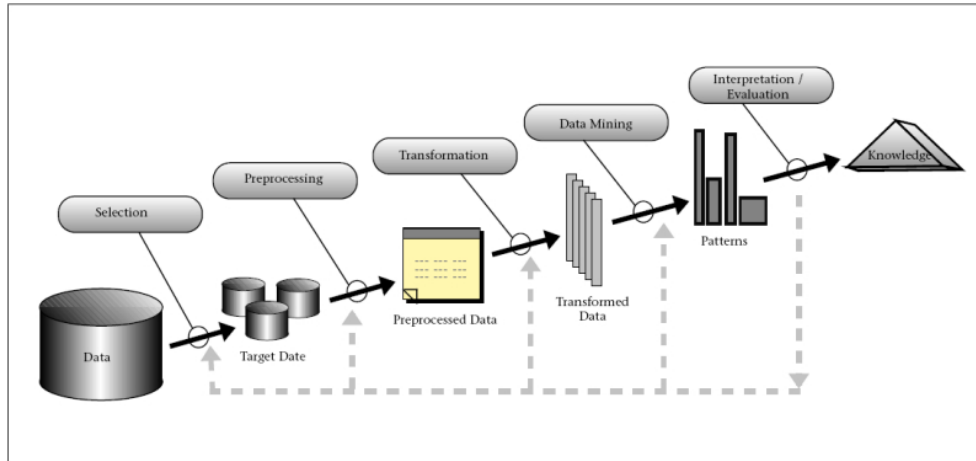 Interpretation /
Evaluation
Data Mining
Transformation
Preprocessing
Selection
Knowledge
Patterns
Transformed
Data
Preprocessed Data
Target Date
Data